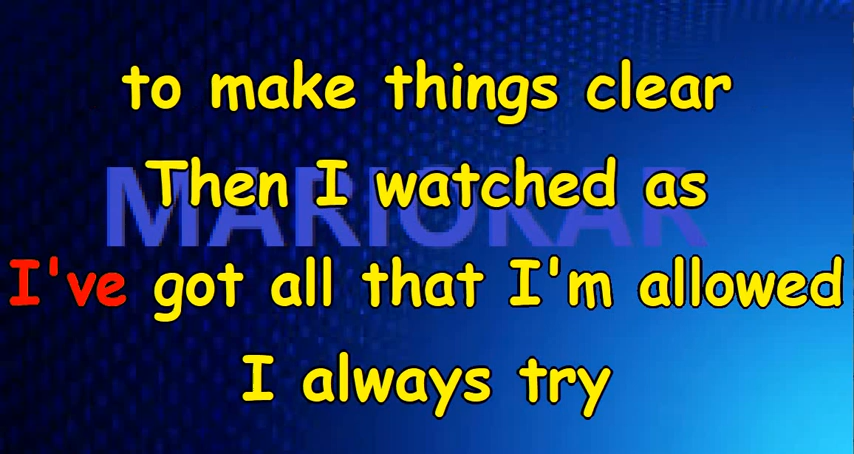 to make things clear
Then I watched as
MARIOKAR
I've got all that I'm allowed
I always try